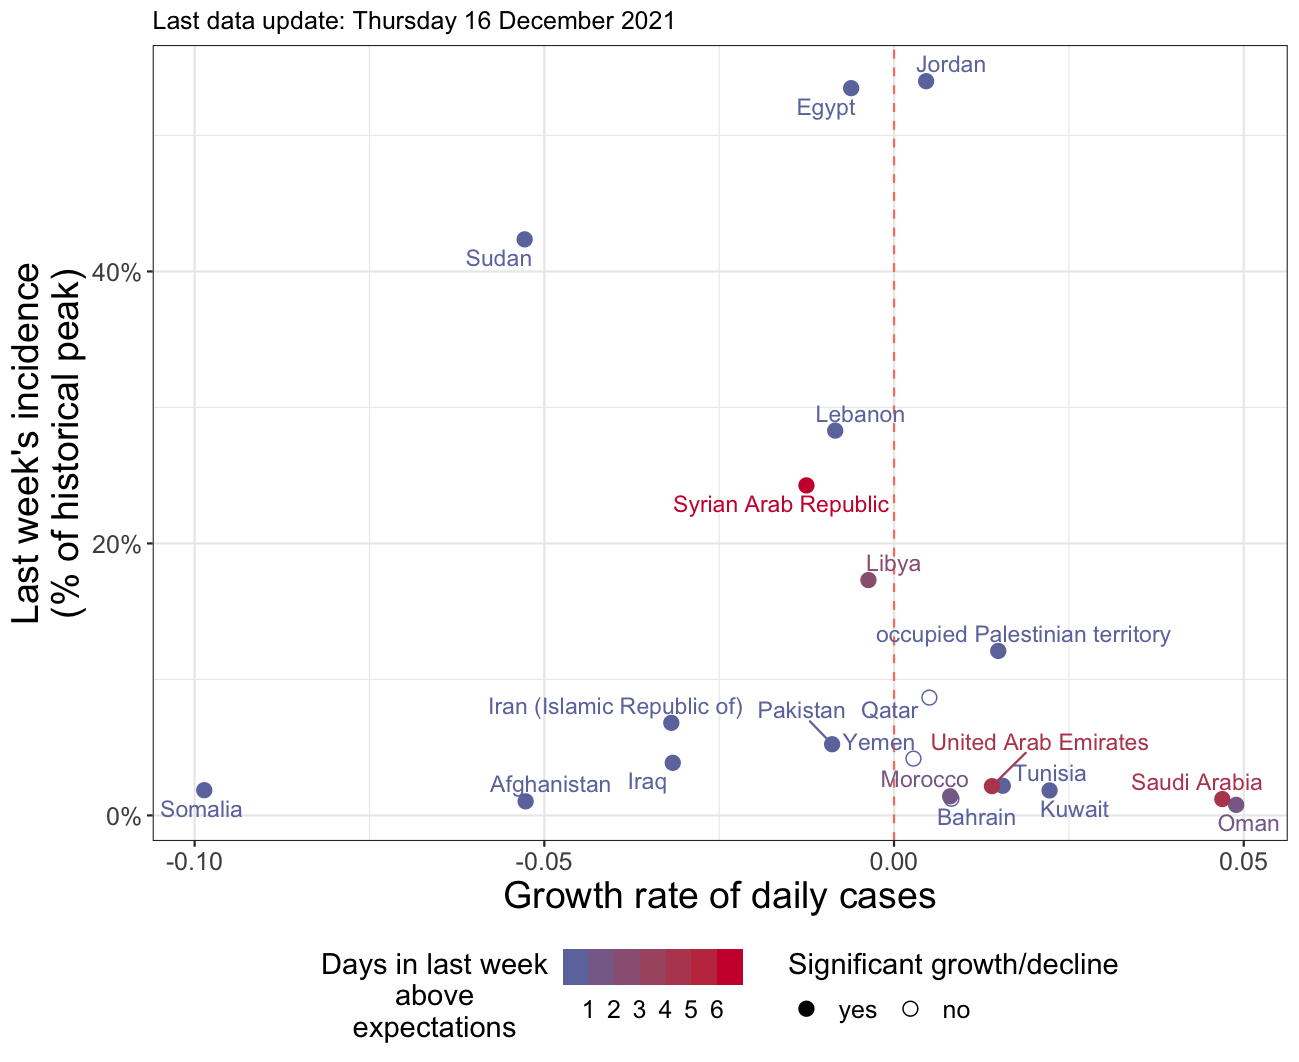 Last data update: Thursday 16 December 2021
Last week's incidence
(% of historical peak)
40%
20%
0%
Jordan
Egypt
Sudan
Lebanon
Syrian Arab Republic
Libya
occupied Palestinian territory
Iran (Islamic Republic of)
Pakistan
Qatar
Yemen
United Arab Emirates
Iraq
Morocco
Tunisia
Afghanistan
Saudi Arabia
Somalia
Bahrain
Kuwait
Oman
-0.10
-0.05
0.00
0.05
Growth rate of daily cases
Days in last week
above
expectations
1 2 3 4 5 6
Significant growth/decline
yes
no